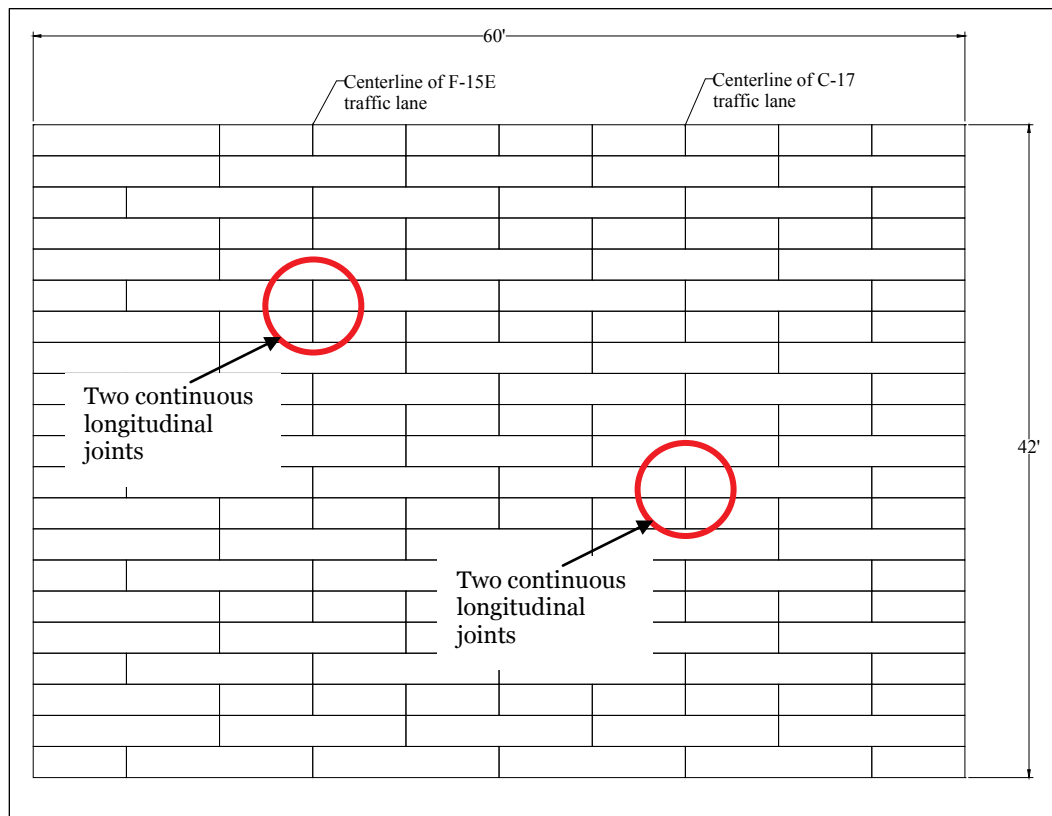 60'
Centerline of F-15E
traffic lane
Centerline of C-17
traffic lane
Two continuous
longitudinal
joints
42'
Two continuous
longitudinal
joints